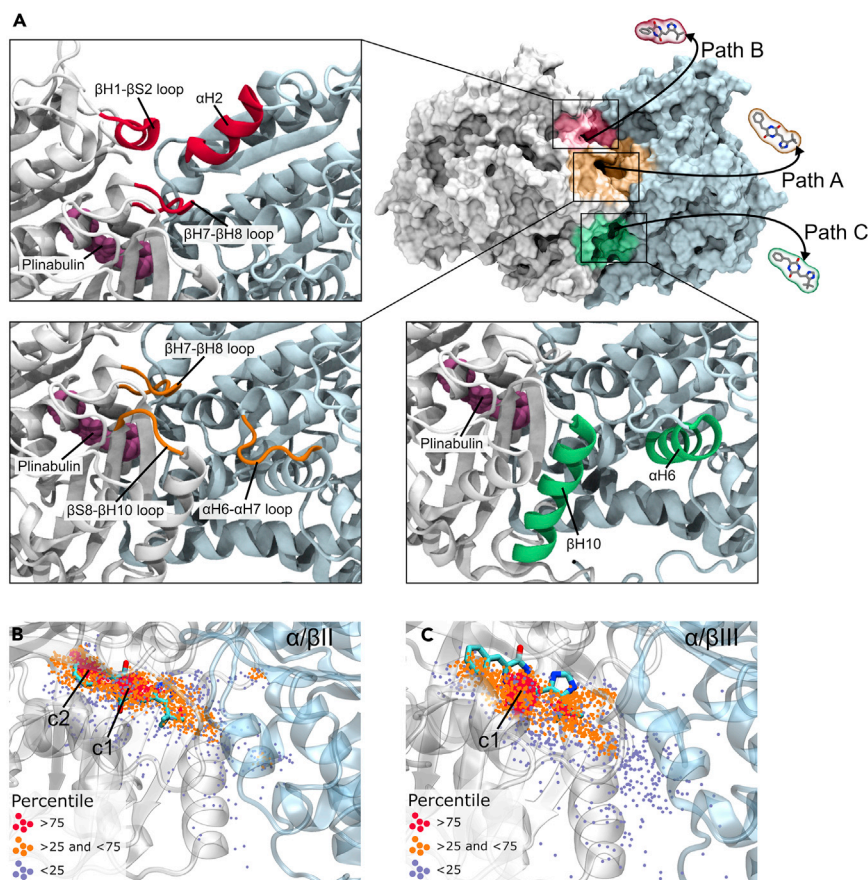 A
βH1-βS2 loop
αH2
βH7-βH8 loop
Plinabulin
Path B
Path A
Path C
βH7-βH8 loop
Plinabulin
βS8-βH10 loop
αH6-αH7 loop
Plinabulin
αH6
βH10
B
α/βII
c2
c1
Percentile
>75
>25 and <75
<25
C
α/βIII
c1
Percentile
>75
>25 and <75
<25